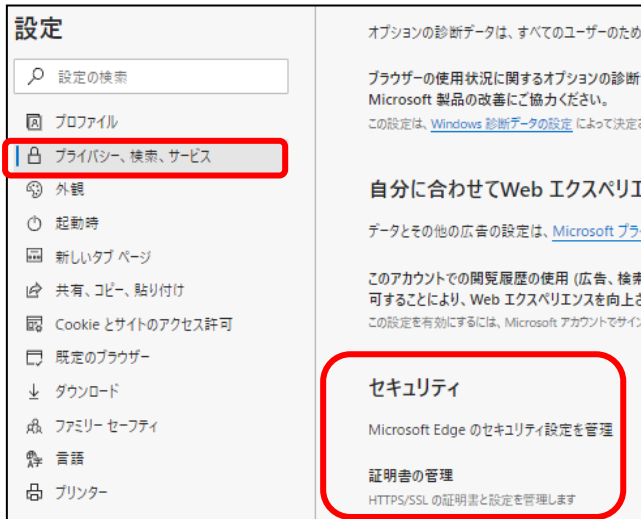 設定
設定の検索
プロファイル
プライバシー、検索、サービス
外観
起動時
新しいタブ ページ
共有、コピー、貼り付け
Cookie とサイトのアクセス許可
既定のブラウザー
ダウンロード
ファミリー セーフティ
言語
プリンター
オプションの診断データは、すべてのユーザーのため
ブラウザーの使用状況に関するオプションの診断
Microsoft 製品の改善にご協力ください。
この設定は、Windows 診断データの設定 によって決定
自分に合わせてWeb エクスペリエ
データとその他の広告の設定は、Microsoft プラ
このアカウントでの閲覧履歴の使用 (広告、検索
可することにより、Web エクスペリエンスを向上さ
この設定を有効にするには、Microsoft アカウントでサイン
セキュリティ
Microsoft Edge のセキュリティ設定を管理
証明書の管理
HTTPS/SSL の証明書と設定を管理します